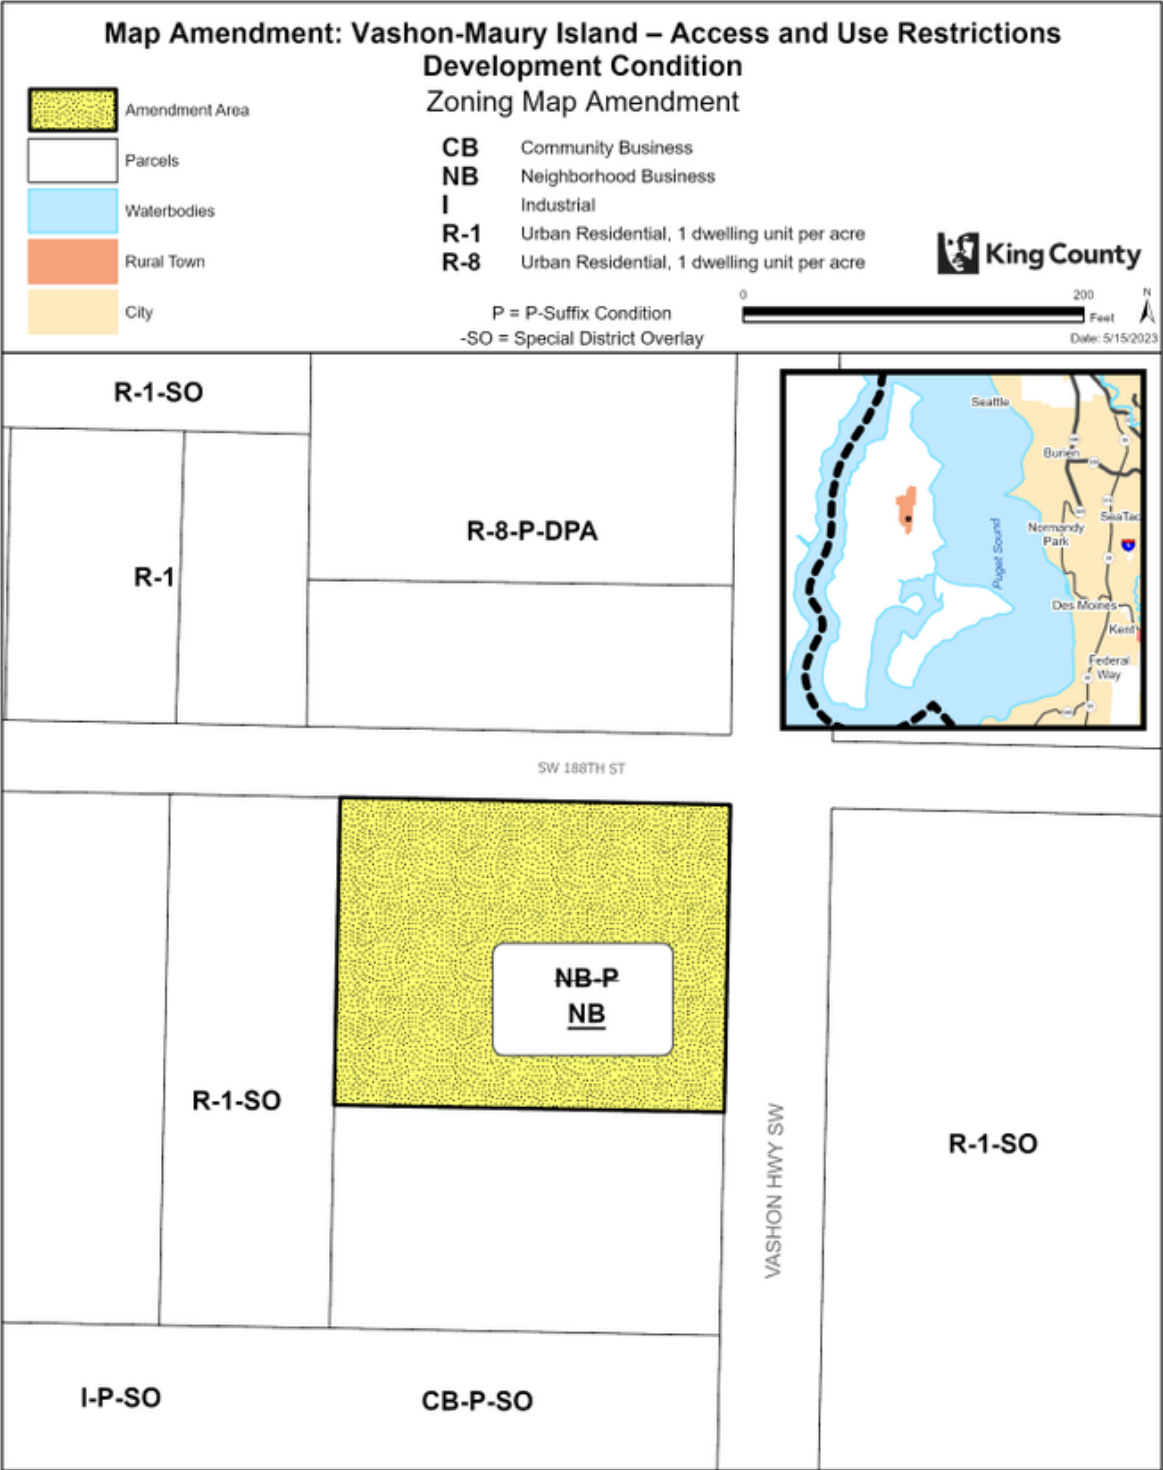 Map Amendment: Vashon-Maury Island – Access and Use Restrictions
Development Condition
Zoning Map Amendment
Amendment Area
Parcels
Waterbodies
Rural Town
City
CB Community Business
NB Neighborhood Business
I Industrial
R-1 Urban Residential, 1 dwelling unit per acre
R-8 Urban Residential, 1 dwelling unit per acre
P = P-Suffix Condition
-SO = Special District Overlay
King County
0 200
Feet
N
Date: 5/15/2023
R-1-SO
R-1
R-8-P-DPA
Seattle
Burien
SeaTac
Normandy
Park
Puget Sound
Des Moines
Kent
Federal
Way
SW 188TH ST
NB-P
NB
R-1-SO
VASHON HWY SW
R-1-SO
I-P-SO
CB-P-SO